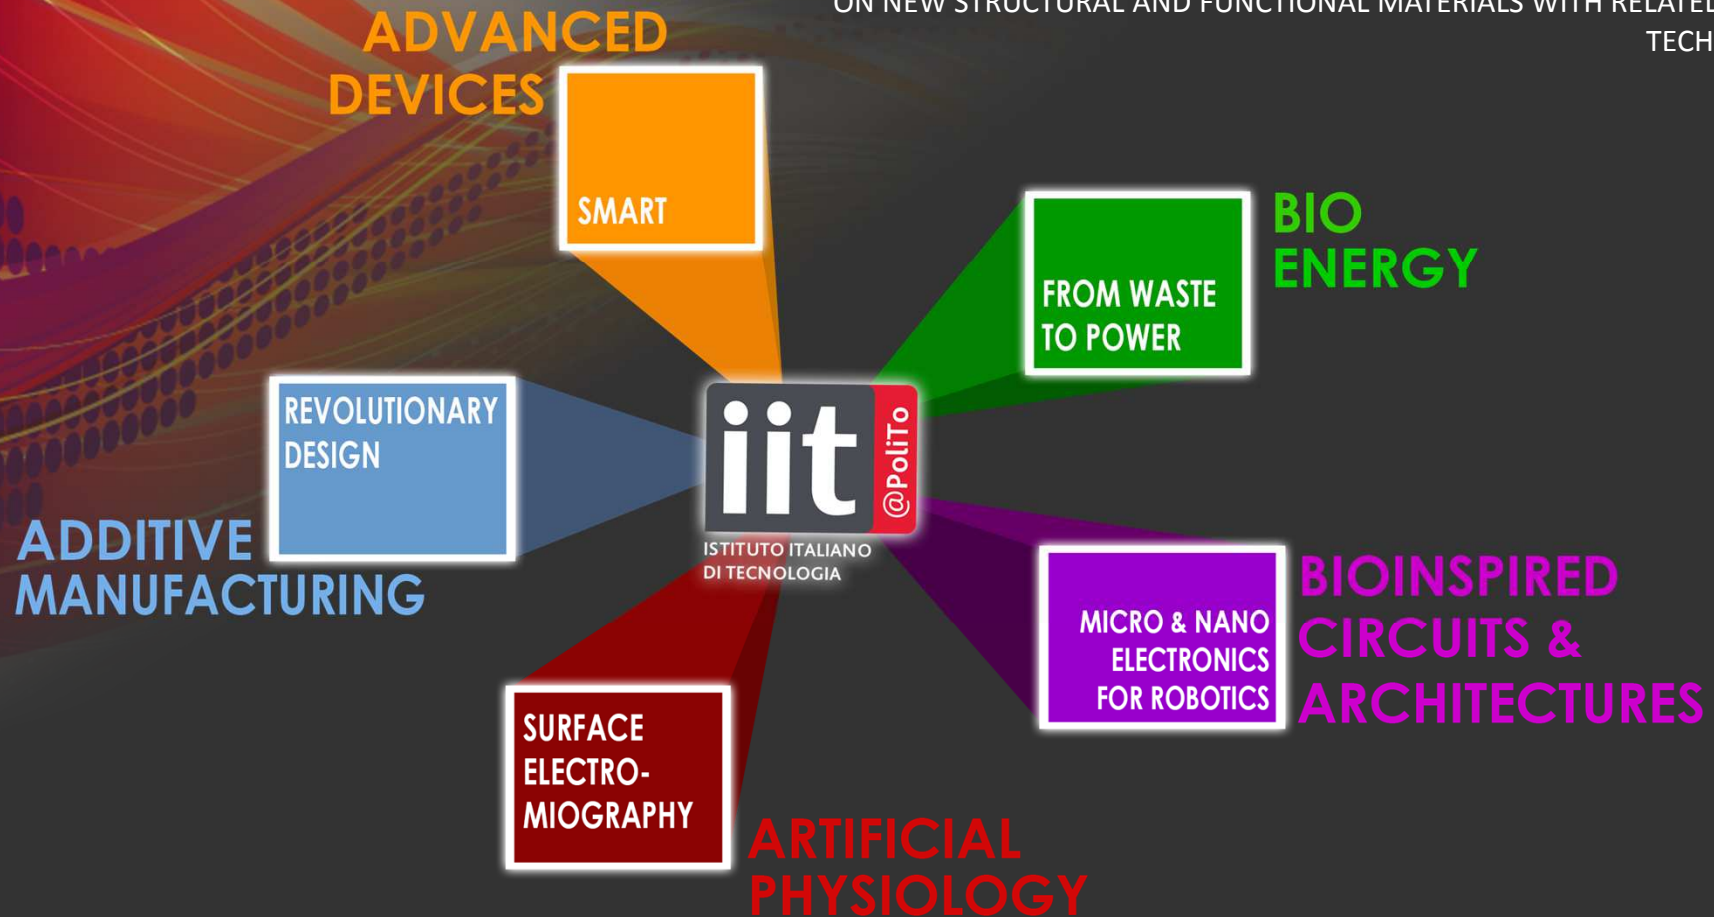 ON NEW STRUCTURAL AND FUNCTIONAL MATERIALS WITH RELATED
TECH
ADVANCED
DEVICES
SMART
BIO
ENERGY
FROM WASTE
TO POWER
REVOLUTIONARY
DESIGN
ADDITIVE
MANUFACTURING
iit
@PoliTo
ISTITUTO ITALIANO
DI TECNOLOGIA
MICRO & NANO
ELECTRONICS
FOR ROBOTICS
BIOINSPIRED
CIRCUITS &
ARCHITECTURES
SURFACE
ELECTRO-
MIOGRAPHY
ARTIFICIAL
PHYSIOLOGY